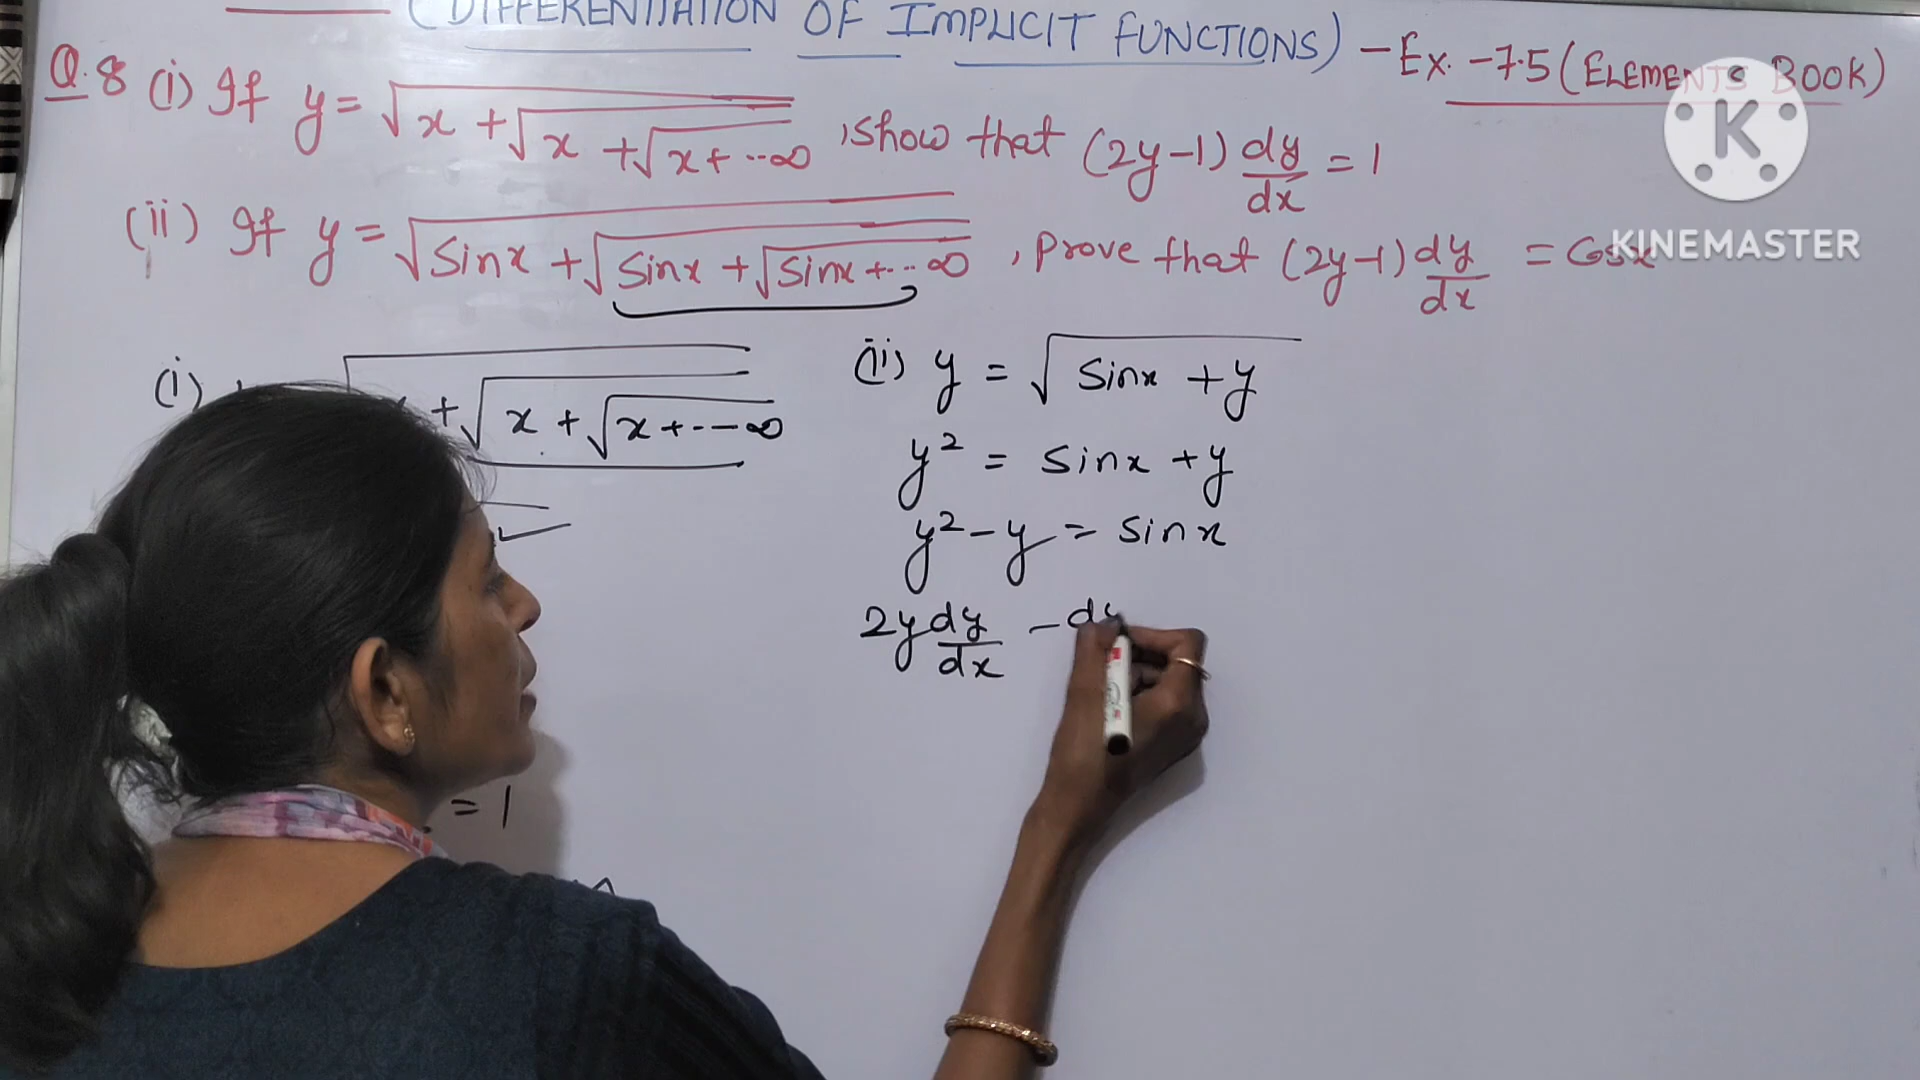 (DIFFERENTIATION OF IMPLICIT FUNCTIONS) - Ex. - 7.5 (ELEMENTS BOOK)
Q.8 (i) If y = √x + √x + √x + ...∞, show that (2y-1) dy/dx = 1
(ii) If y = √Sinx + √Sinx + √Sinx + ...∞, prove that (2y-1) dy/dx = Cosx
KINEMASTER
(i)
+ √x + √x + ---∞
= 1
(ii) y = √Sinx + y
y² = Sinx + y
y² - y = Sinx
2y dy/dx - dy